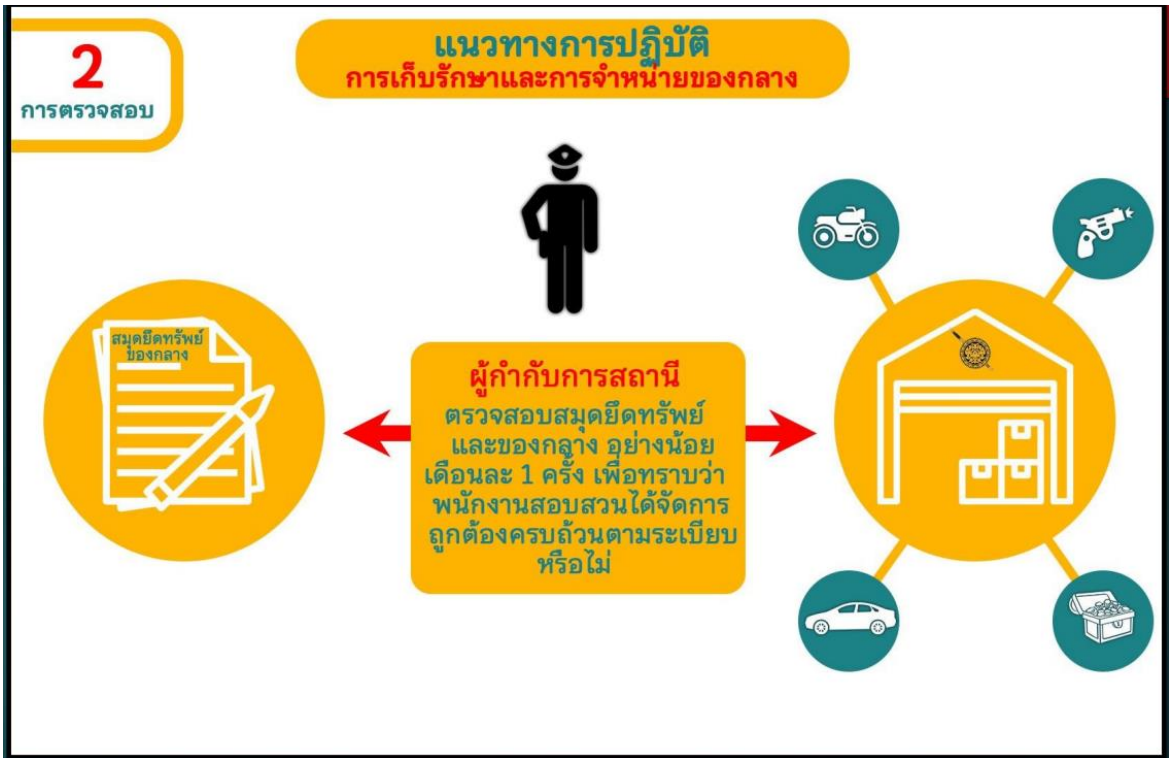 2
การตรวจสอบ
แนวทางการปฏิบัติ
การเก็บรักษาและการจำหน่ายของกลาง
สมุดยึดทรัพย์
ของกลาง
ผู้กำกับการสถานี
ตรวจสอบสมุดยึดทรัพย์
และของกลาง อย่างน้อย
เดือนละ 1 ครั้ง เพื่อทราบว่า
พนักงานสอบสวนได้จัดการ
ถูกต้องครบถ้วนตามระเบียบ
หรือไม่